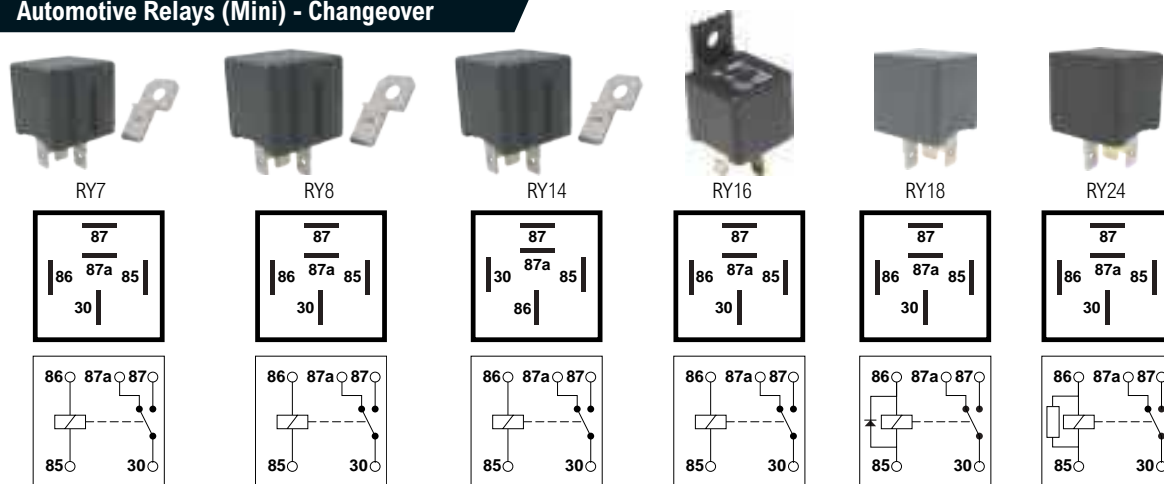 Automotive Relays (Mini) - Changeover
RY7 RY8 RY14 RY16 RY18 RY24
87 87 87 87 87 87
86 87a 85 86 87a 85 30 87a 85 86 87a 85 86 87a 85 86 87a 85
30 30 86 30 30 30
86 87a 87 86 87a 87 86 87a 87 86 87a 87 86 87a 87 86 87a 87
85 30 85 30 85 30 85 30 85 30 85 30